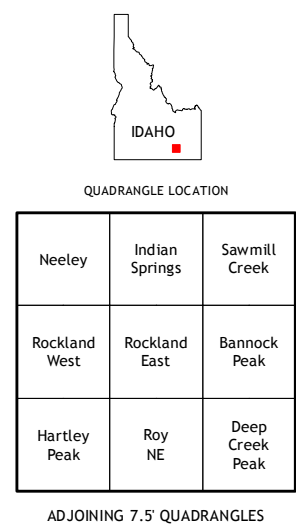 IDAHO
QUADRANGLE LOCATION
Neeley
Indian
Springs
Sawmill
Creek
Rockland
West
Rockland
East
Bannock
Peak
Hartley
Peak
Roy
NE
Deep
Creek
Peak
ADJOINING 7.5' QUADRANGLES